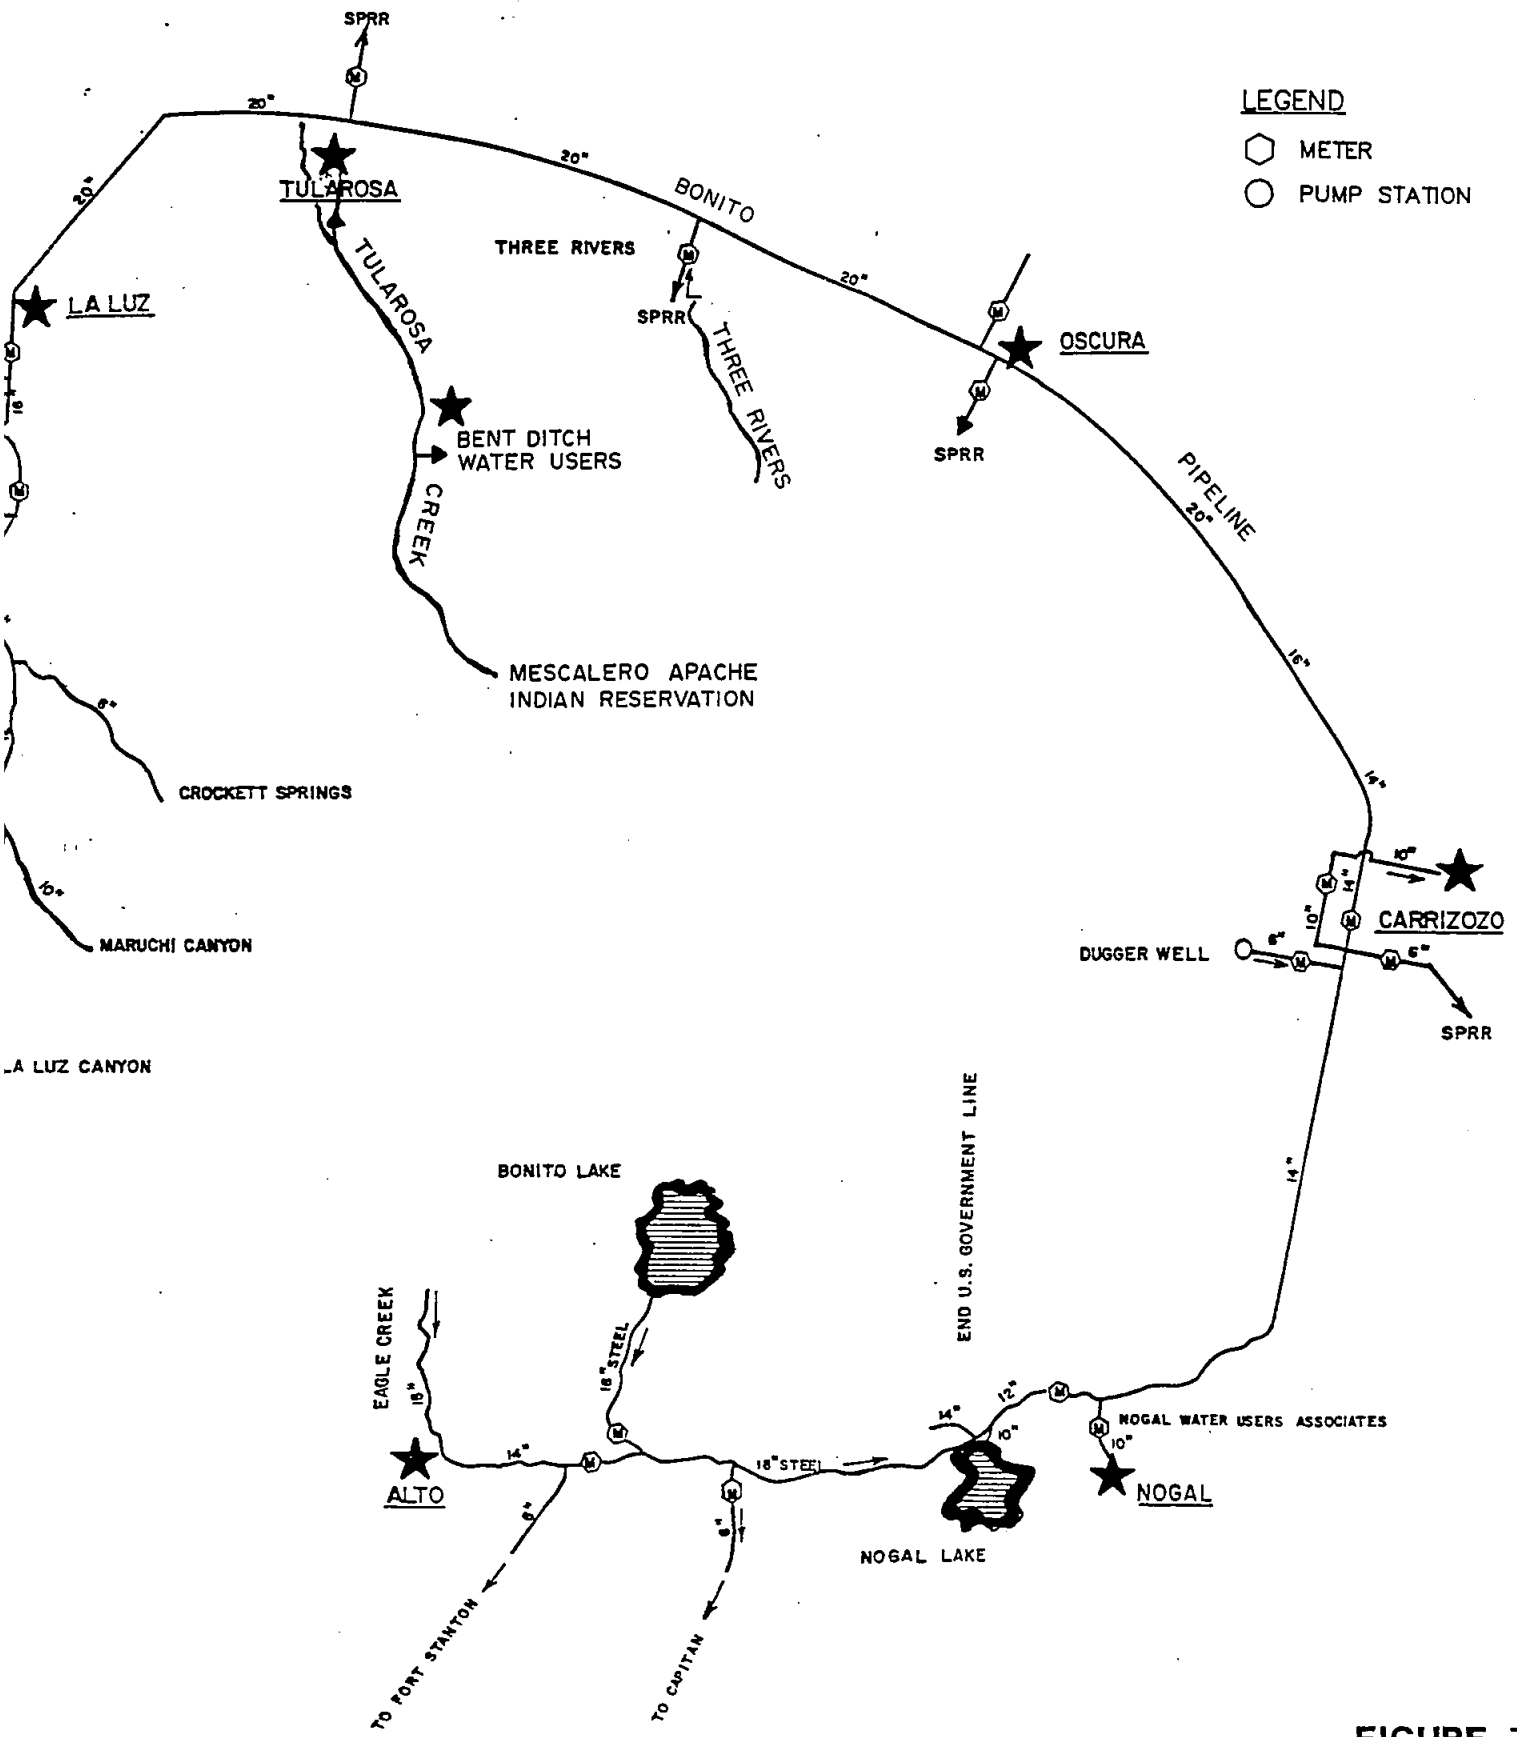 SPRR
M
20"
LEGEND
METER
PUMP STATION
20"
TULAROSA
20"
BONITO
THREE RIVERS
M
SPRR
20"
M
OSCURA
LA LUZ
M
16"
TULAROSA
THREE RIVERS
M
SPRR
BENT DITCH
WATER USERS
CREEK
M
PIPELINE
20"
16"
MESCALERO APACHE
INDIAN RESERVATION
6"
CROCKETT SPRINGS
14"
10"
M
14"
10"
M
CARRIZOZO
10"
MARUCHI CANYON
DUGGER WELL
6"
M
M
6"
SPRR
LA LUZ CANYON
END U.S. GOVERNMENT LINE
14"
BONITO LAKE
EAGLE CREEK
18" STEEL
M
14"
M
ALTO
6"
TO FORT STANTON
M
6"
TO CAPITAN
18" STEEL
14"
10"
12"
M
NOGAL WATER USERS ASSOCIATES
M
10"
NOGAL
NOGAL LAKE
FIGURE